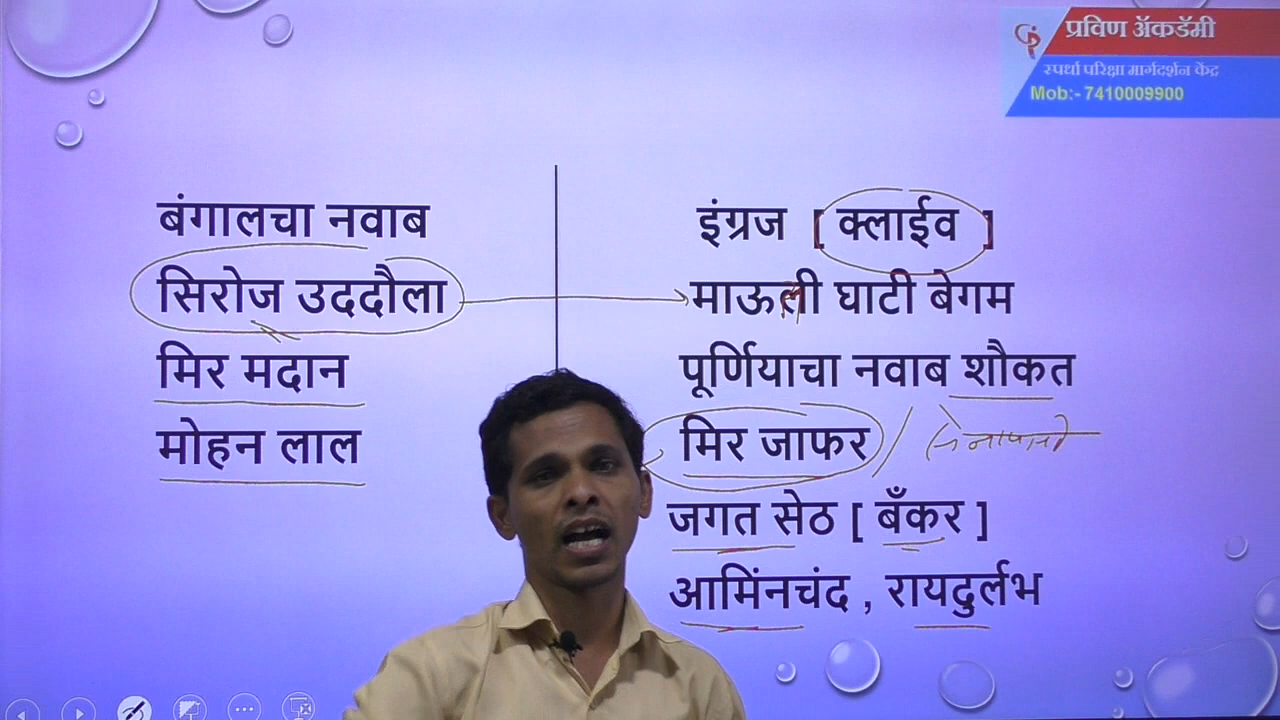 प्रविण ॲकडॅमी
स्पर्धा परिक्षा मार्गदर्शन केंद्र
Mob:- 7410009900
बंगालचा नवाब
सिरोज उददौला
मिर मदान
मोहन लाल
इंग्रज [ क्लाईव ]
माऊली घाटी बेगम
पूर्णियाचा नवाब शौकत
मिर जाफर / सेनापती
जगत सेठ [ बँकर ]
आमिंनचंद , रायदुर्लभ